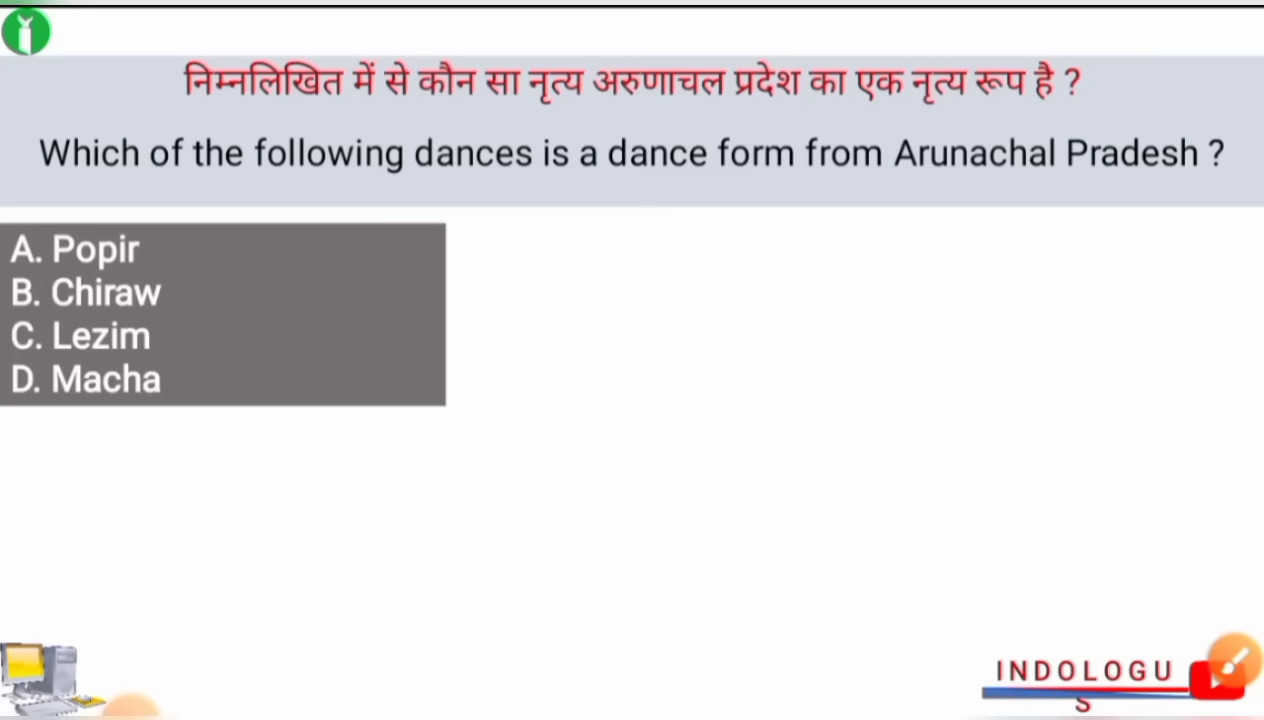 निम्नलिखित में से कौन सा नृत्य अरुणाचल प्रदेश का एक नृत्य रूप है ?
Which of the following dances is a dance form from Arunachal Pradesh ?
A. Popir
B. Chiraw
C. Lezim
D. Macha
INDOLOGU
S